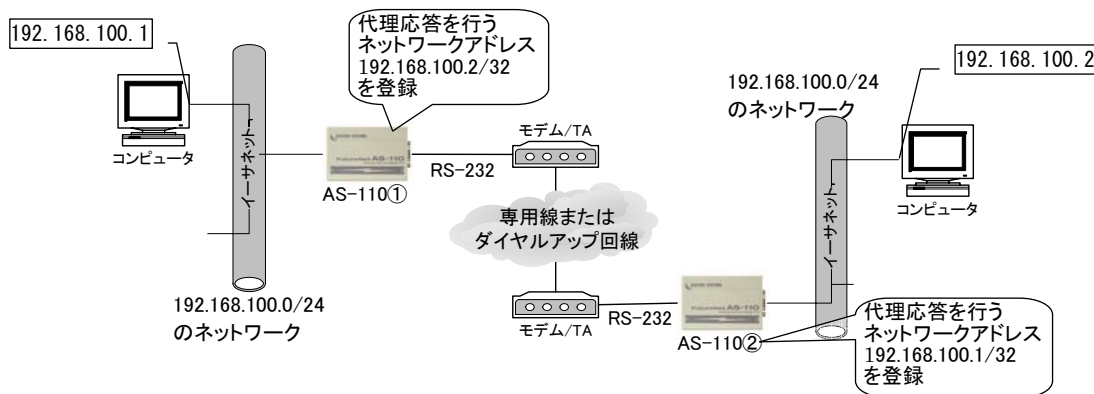 192.168.100.1
代理応答を行う
ネットワークアドレス
192.168.100.2/32
を登録
192.168.100.2
192.168.100.0/24
のネットワーク
コンピュータ
イーサネット
モデム/TA
RS-232
AS-110①
イーサネット
コンピュータ
専用線または
ダイヤルアップ回線
192.168.100.0/24
のネットワーク
モデム/TA
RS-232
AS-110②
代理応答を行う
ネットワークアドレス
192.168.100.1/32
を登録